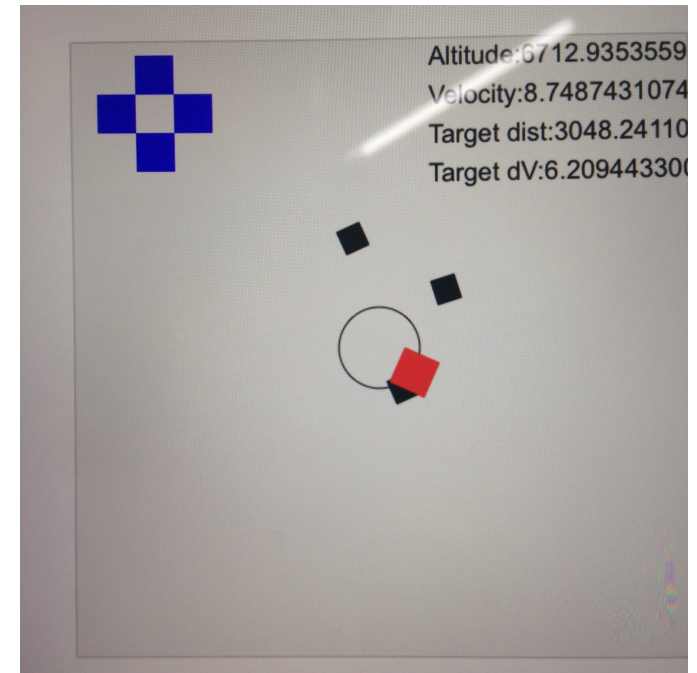 Altitude:6712.9353559
Velocity:8.7487431074
Target dist:3048.24110
Target dV:6.209443300